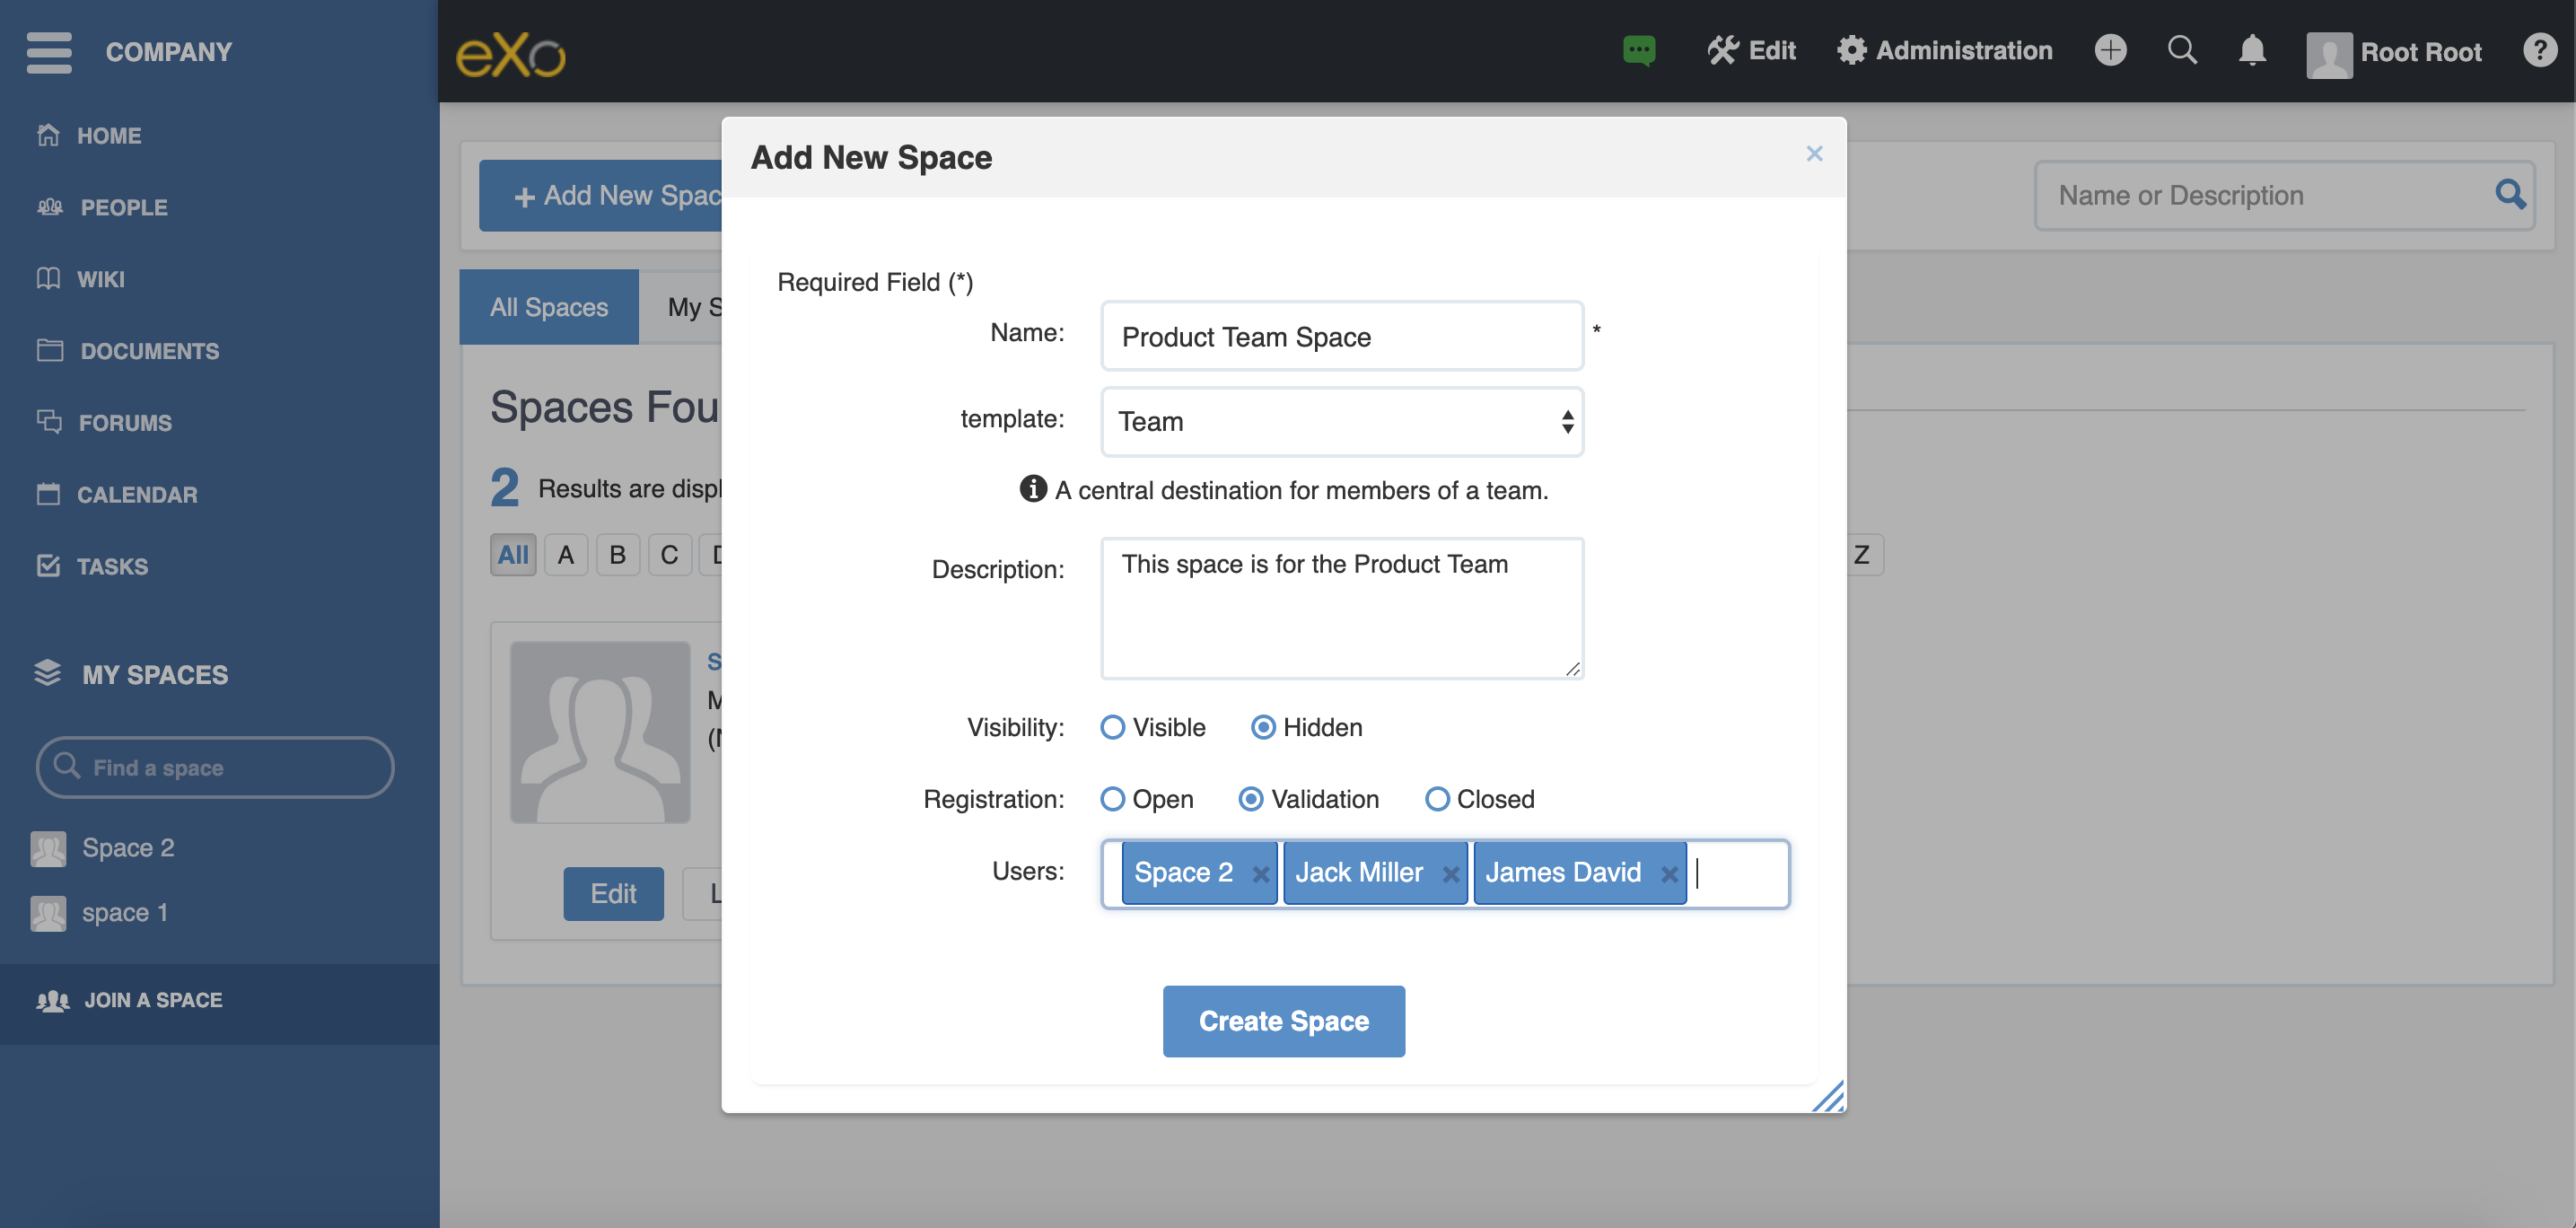 COMPANY
eXo
Edit
Administration
Root Root
?
HOME
PEOPLE
WIKI
DOCUMENTS
FORUMS
CALENDAR
TASKS
MY SPACES
Find a space
Space 2
space 1
JOIN A SPACE
+ Add New Spac
Name or Description
All Spaces
My S
Spaces Fou
2 Results are displ
All A B C D
Z
S
M
Edit
L
Add New Space
×
Required Field (*)
Name: Product Team Space *
template: Team
A central destination for members of a team.
Description: This space is for the Product Team
Visibility: Visible Hidden
Registration: Open Validation Closed
Users: Space 2 × Jack Miller × James David ×
Create Space